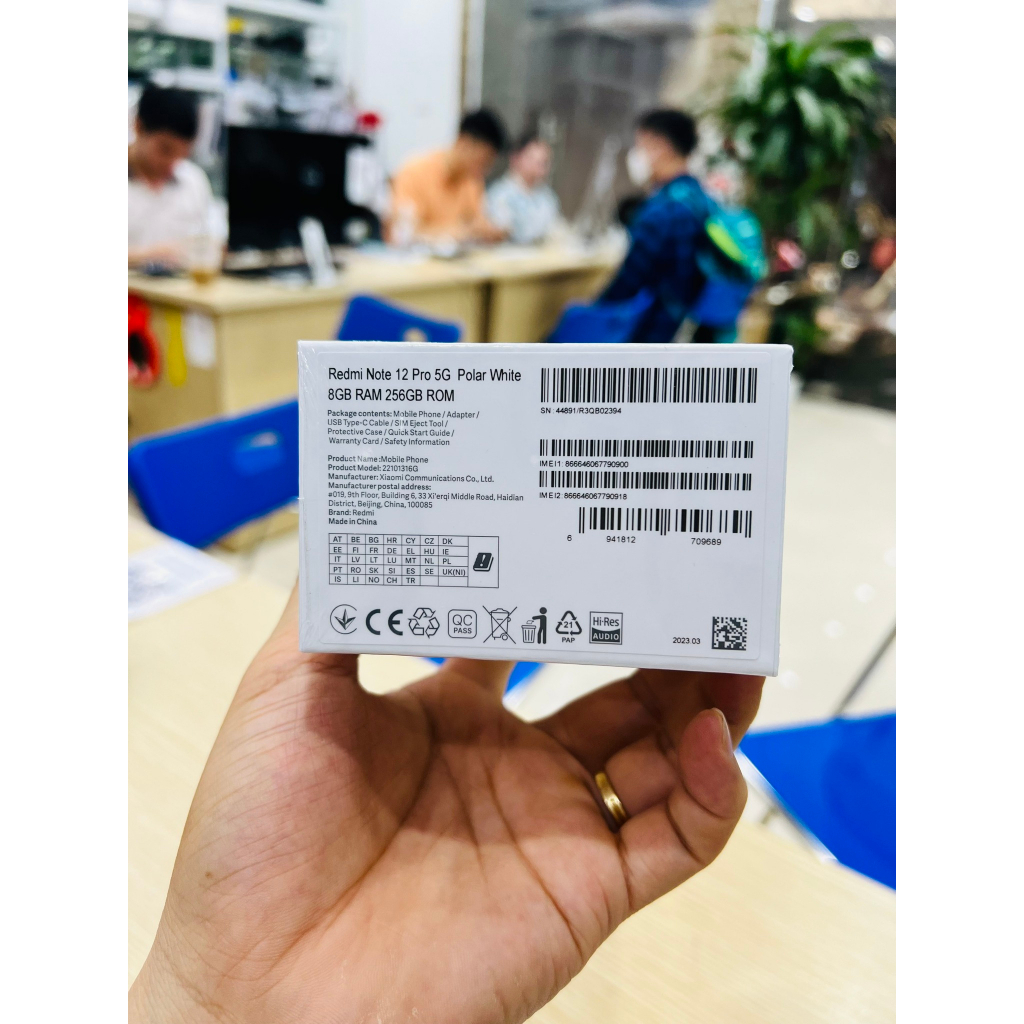 Redmi Note 12 Pro 5G Polar White
8GB RAM 256GB ROM
Package contents: Mobile Phone / Adapter /
USB Type-C Cable / SIM Eject Tool /
Protective Case / Quick Start Guide /
Warranty Card / Safety Information
Product Name:Mobile Phone
Product Model: 22101316G
Manufacturer: Xiaomi Communications Co., Ltd.
Manufacturer postal address:
#019, 9th Floor, Building 6, 33 Xi'erqi Middle Road, Haidian
District, Beijing, China, 100085
Brand: Redmi
Made in China
AT BE BG HR CY CZ DK
EE FI FR DE EL HU IE
IT LV LT LU MT NL PL
PT RO SK SI ES SE UK(NI)
IS LI NO CH TR
SN: 44891/R3QB02394
IMEI1: 866646067790900
IMEI2: 866646067790918
6 941812 709689
CE
QC
PASS
21
PAP
Hi-Res
AUDIO
2023 03